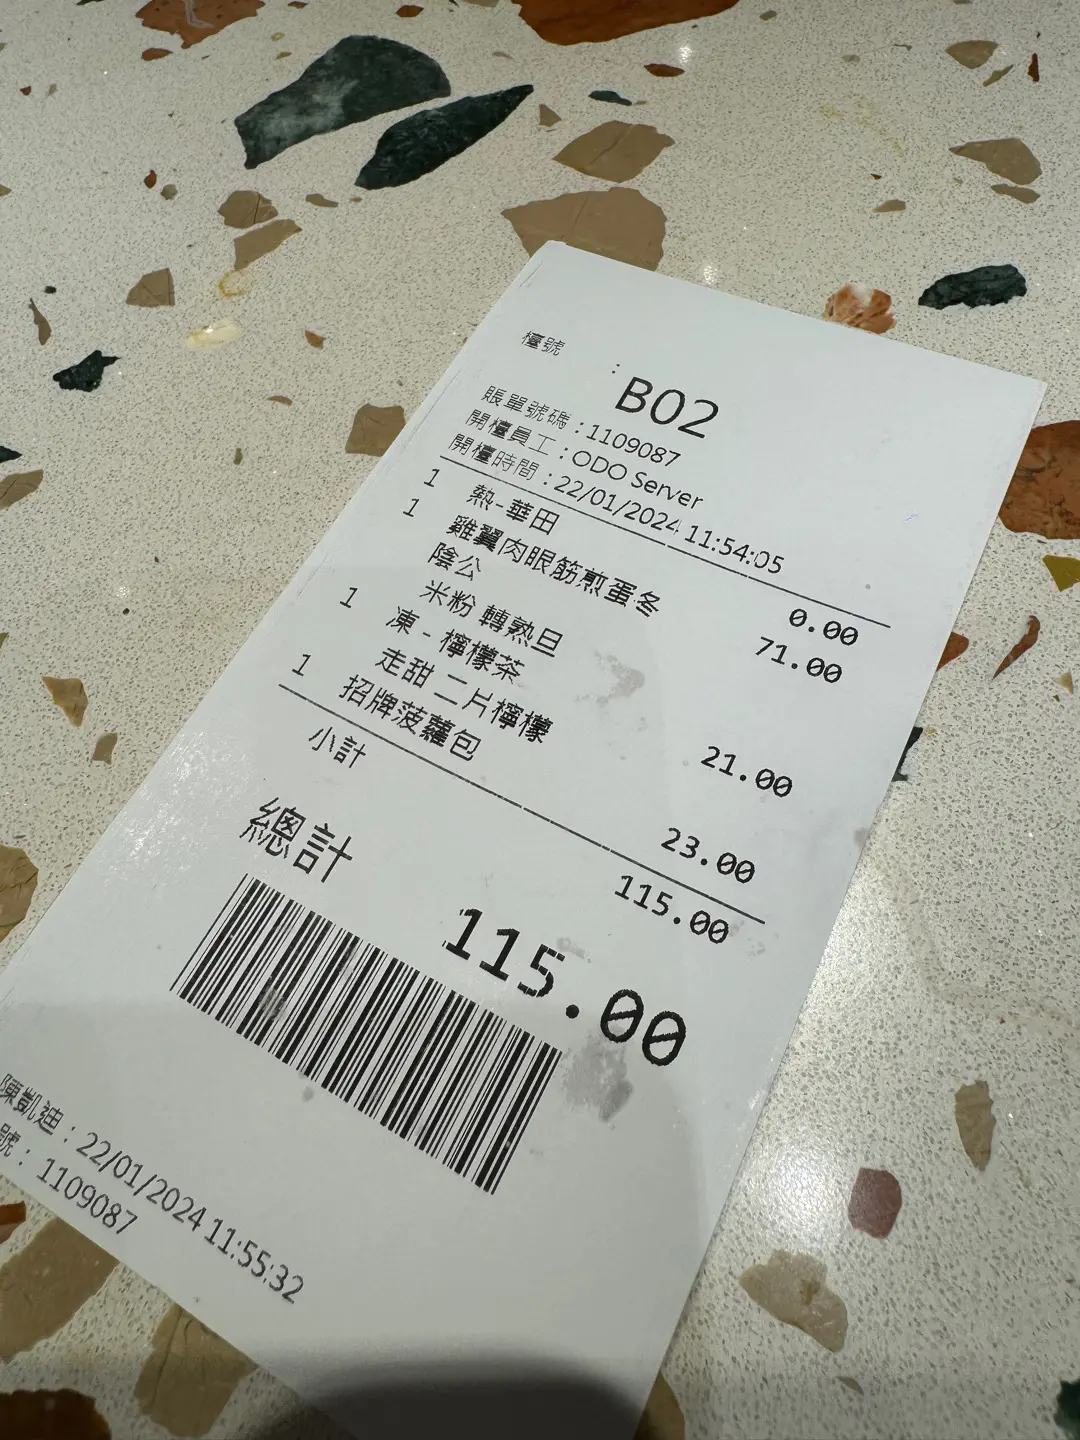 檯號 : B02
賬單號碼 : 1109087
開檯員工 : ODO Server
開檯時間 : 22/01/2024 11:54:05
1 熱-華田 0.00
1 雞翼肉眼筋煎蛋冬 71.00
陰公
米粉 轉熟旦
1 凍 - 檸檬茶 21.00
走甜 二片檸檬
1 招牌菠蘿包 23.00
小計 115.00
總計 115.00
陳凱迪 : 22/01/2024 11:55:32
號 : 1109087